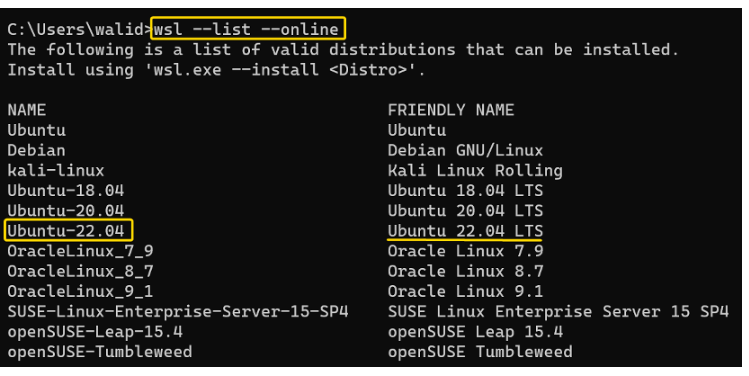 C:\Users\walid>wsl --list --online
The following is a list of valid distributions that can be installed.
Install using 'wsl.exe --install <Distro>'.
NAME FRIENDLY NAME
Ubuntu Ubuntu
Debian Debian GNU/Linux
kali-linux Kali Linux Rolling
Ubuntu-18.04 Ubuntu 18.04 LTS
Ubuntu-20.04 Ubuntu 20.04 LTS
Ubuntu-22.04 Ubuntu 22.04 LTS
OracleLinux_7_9 Oracle Linux 7.9
OracleLinux_8_7 Oracle Linux 8.7
OracleLinux_9_1 Oracle Linux 9.1
SUSE-Linux-Enterprise-Server-15-SP4 SUSE Linux Enterprise Server 15 SP4
openSUSE-Leap-15.4 openSUSE Leap 15.4
openSUSE-Tumbleweed openSUSE Tumbleweed